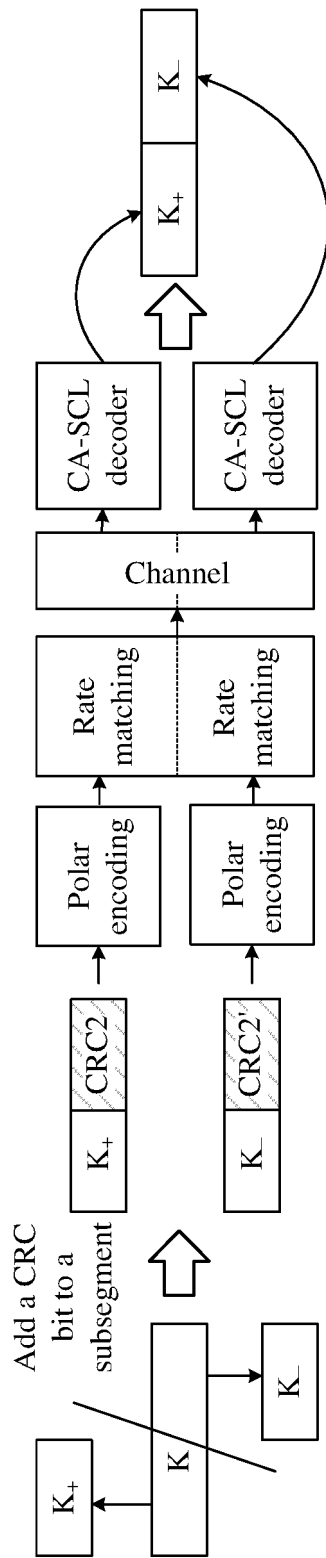 K₊
K
K₋
Add a CRC
bit to a
subsegment
K₊
CRC2
K₋
CRC2'
Polar
encoding
Polar
encoding
Rate
matching
Rate
matching
Channel
CA-SCL
decoder
CA-SCL
decoder
K₊
K₋